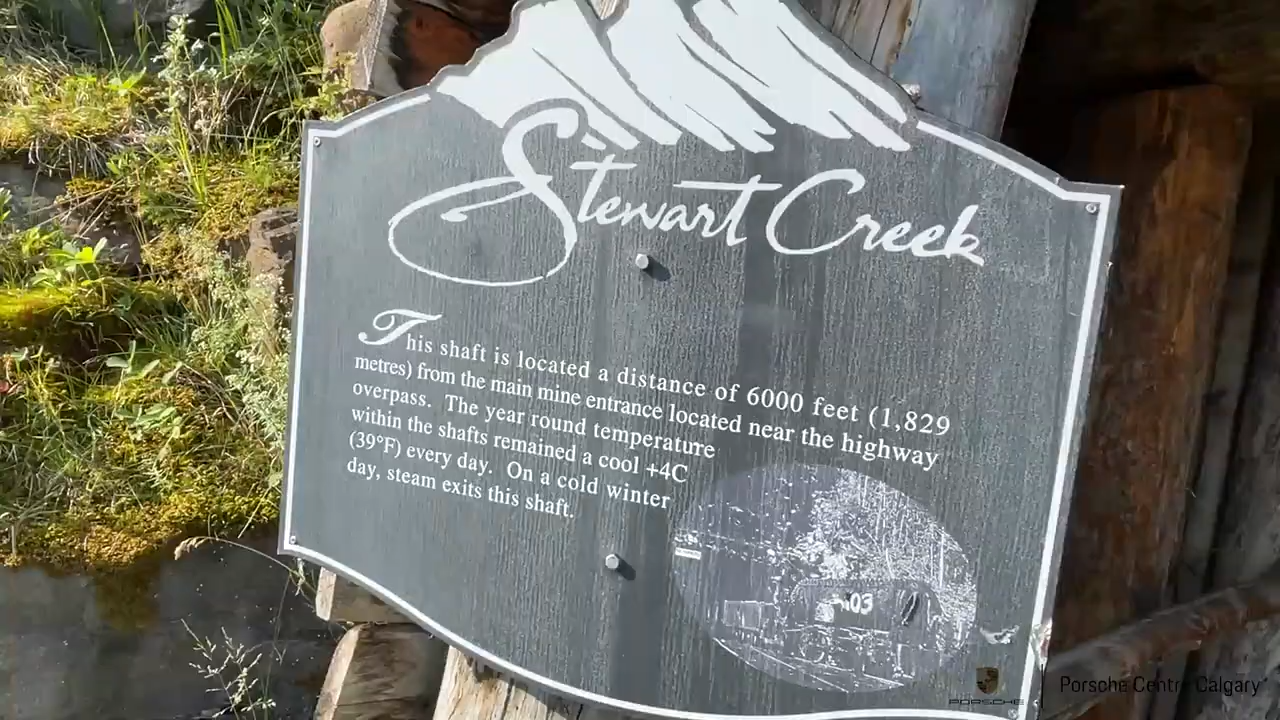 Stewart Creek
This shaft is located a distance of 6000 feet (1,829
metres) from the main mine entrance located near the highway
overpass. The year round temperature
within the shafts remained a cool +4C
(39°F) every day. On a cold winter
day, steam exits this shaft.
103
PORSCHE
Porsche Centre Calgary